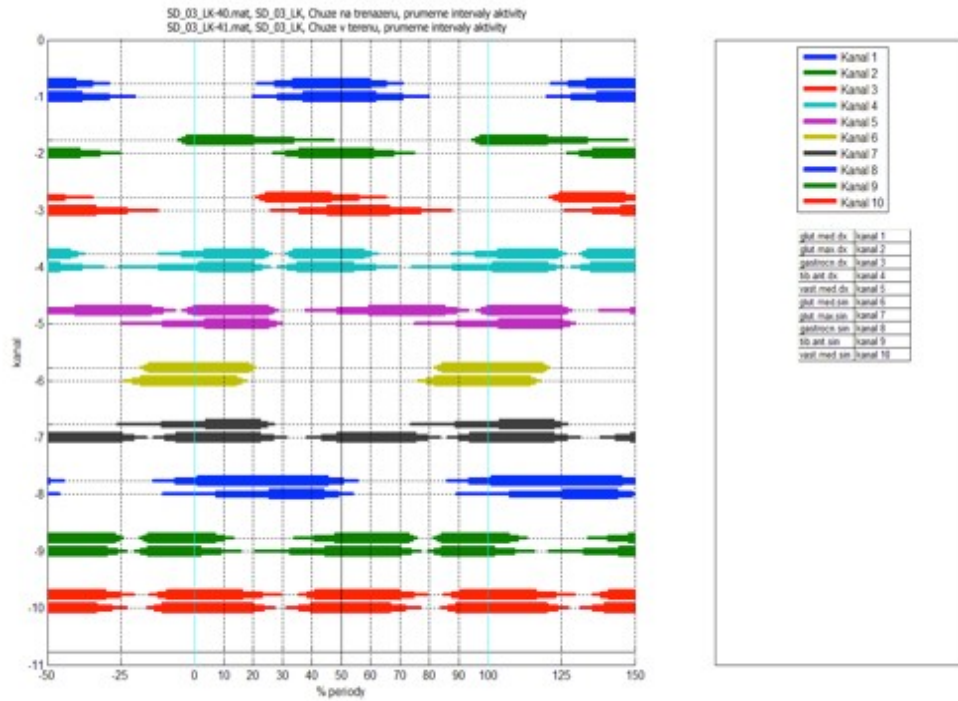 SD_03_LK-40.mat, SD_03_LK, Chuze na trenazeru, prumerne intervaly aktivity
SD_03_LK-41.mat, SD_03_LK, Chuze v terenu, prumerne intervaly aktivity
0
-1
-2
-3
-4
-5
-6
-7
-8
-9
-10
-11
kanal
-50 -25 0 10 20 30 40 50 60 70 80 90 100 125 150
% periody
Kanal 1
Kanal 2
Kanal 3
Kanal 4
Kanal 5
Kanal 6
Kanal 7
Kanal 8
Kanal 9
Kanal 10
glut.med.dx kanal 1
glut.max.dx kanal 2
gastrocn.dx kanal 3
tib.ant.dx kanal 4
vast.med.dx kanal 5
glut.med.sin kanal 6
glut.max.sin kanal 7
gastrocn.sin kanal 8
tib.ant.sin kanal 9
vast.med.sin kanal 10